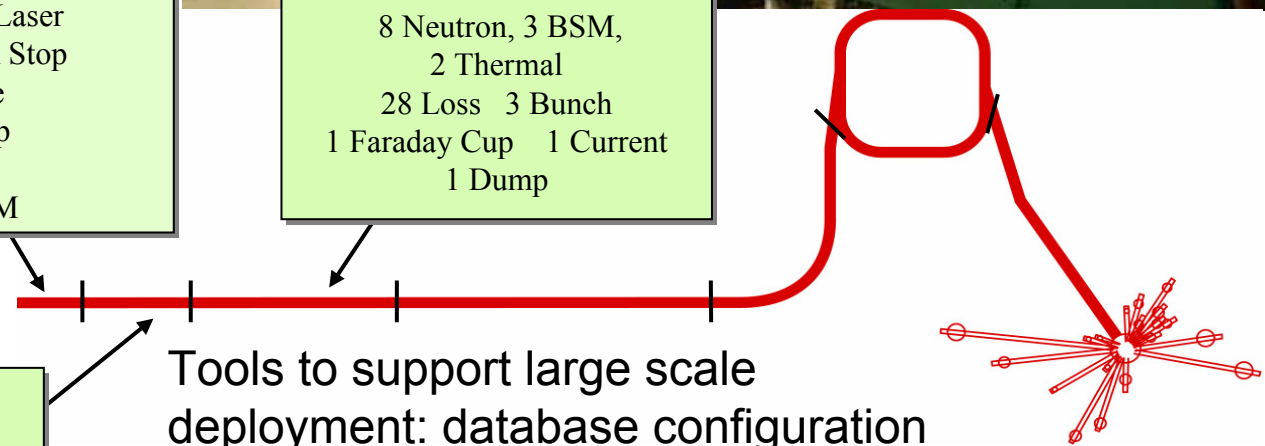 Laser
Stop
M
8 Neutron, 3 BSM,
2 Thermal
28 Loss 3 Bunch
1 Faraday Cup 1 Current
1 Dump
Tools to support large scale
deployment: database configuration